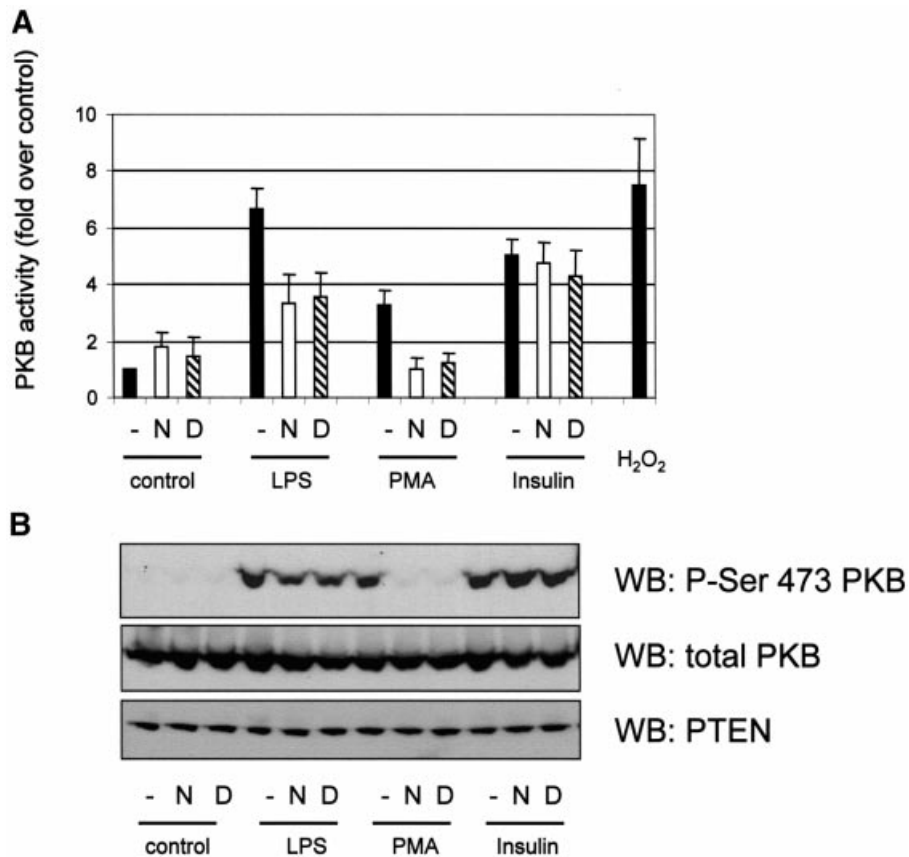 A
PKB activity (fold over control)
10
8
6
4
2
0
- N D - N D - N D - N D
control LPS PMA Insulin H₂O₂
B
WB: P-Ser 473 PKB
WB: total PKB
WB: PTEN
- N D - N D - N D - N D
control LPS PMA Insulin